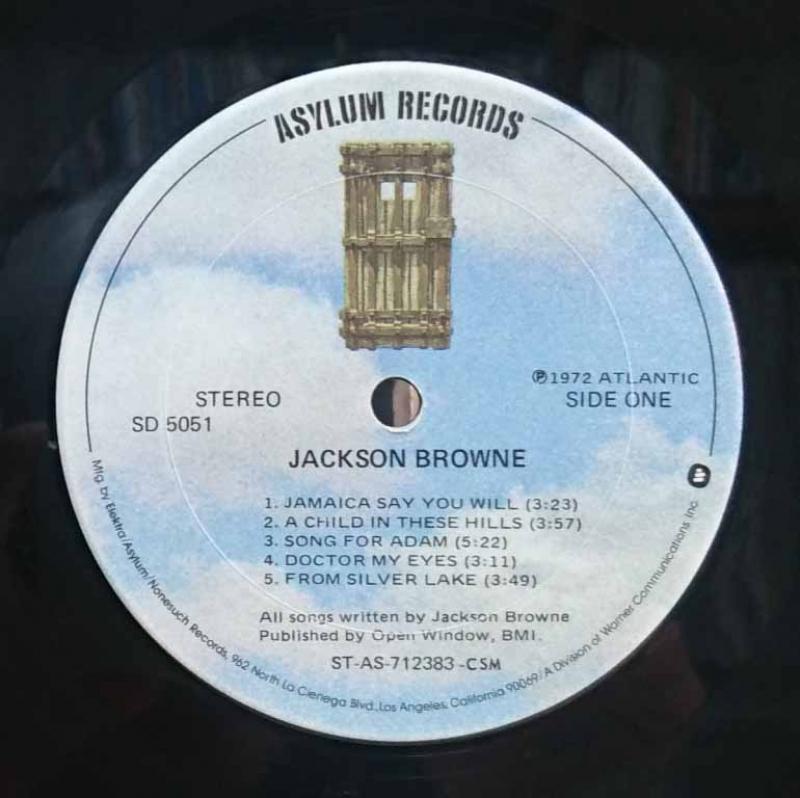 ASYLUM RECORDS
STEREO
SD 5051
℗1972 ATLANTIC
SIDE ONE
JACKSON BROWNE
1. JAMAICA SAY YOU WILL (3:23)
2. A CHILD IN THESE HILLS (3:57)
3. SONG FOR ADAM (5:22)
4. DOCTOR MY EYES (3:11)
5. FROM SILVER LAKE (3:49)
All songs written by Jackson Browne
Published by Open Window, BMI.
ST-AS-712383-CSM
Mfg. by Elektra/Asylum/Nonesuch Records, 962 North La Cienega Blvd., Los Angeles, California 90069/A Division of Warner Communications Inc.